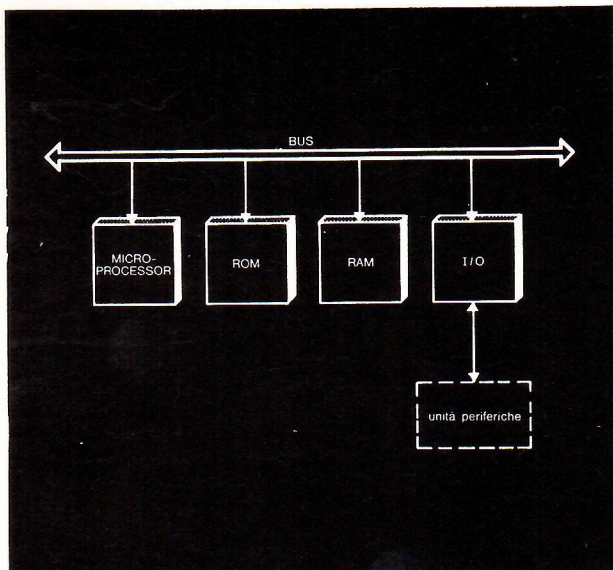 BUS
MICRO-
PROCESSOR
ROM
RAM
I/O
unità periferiche